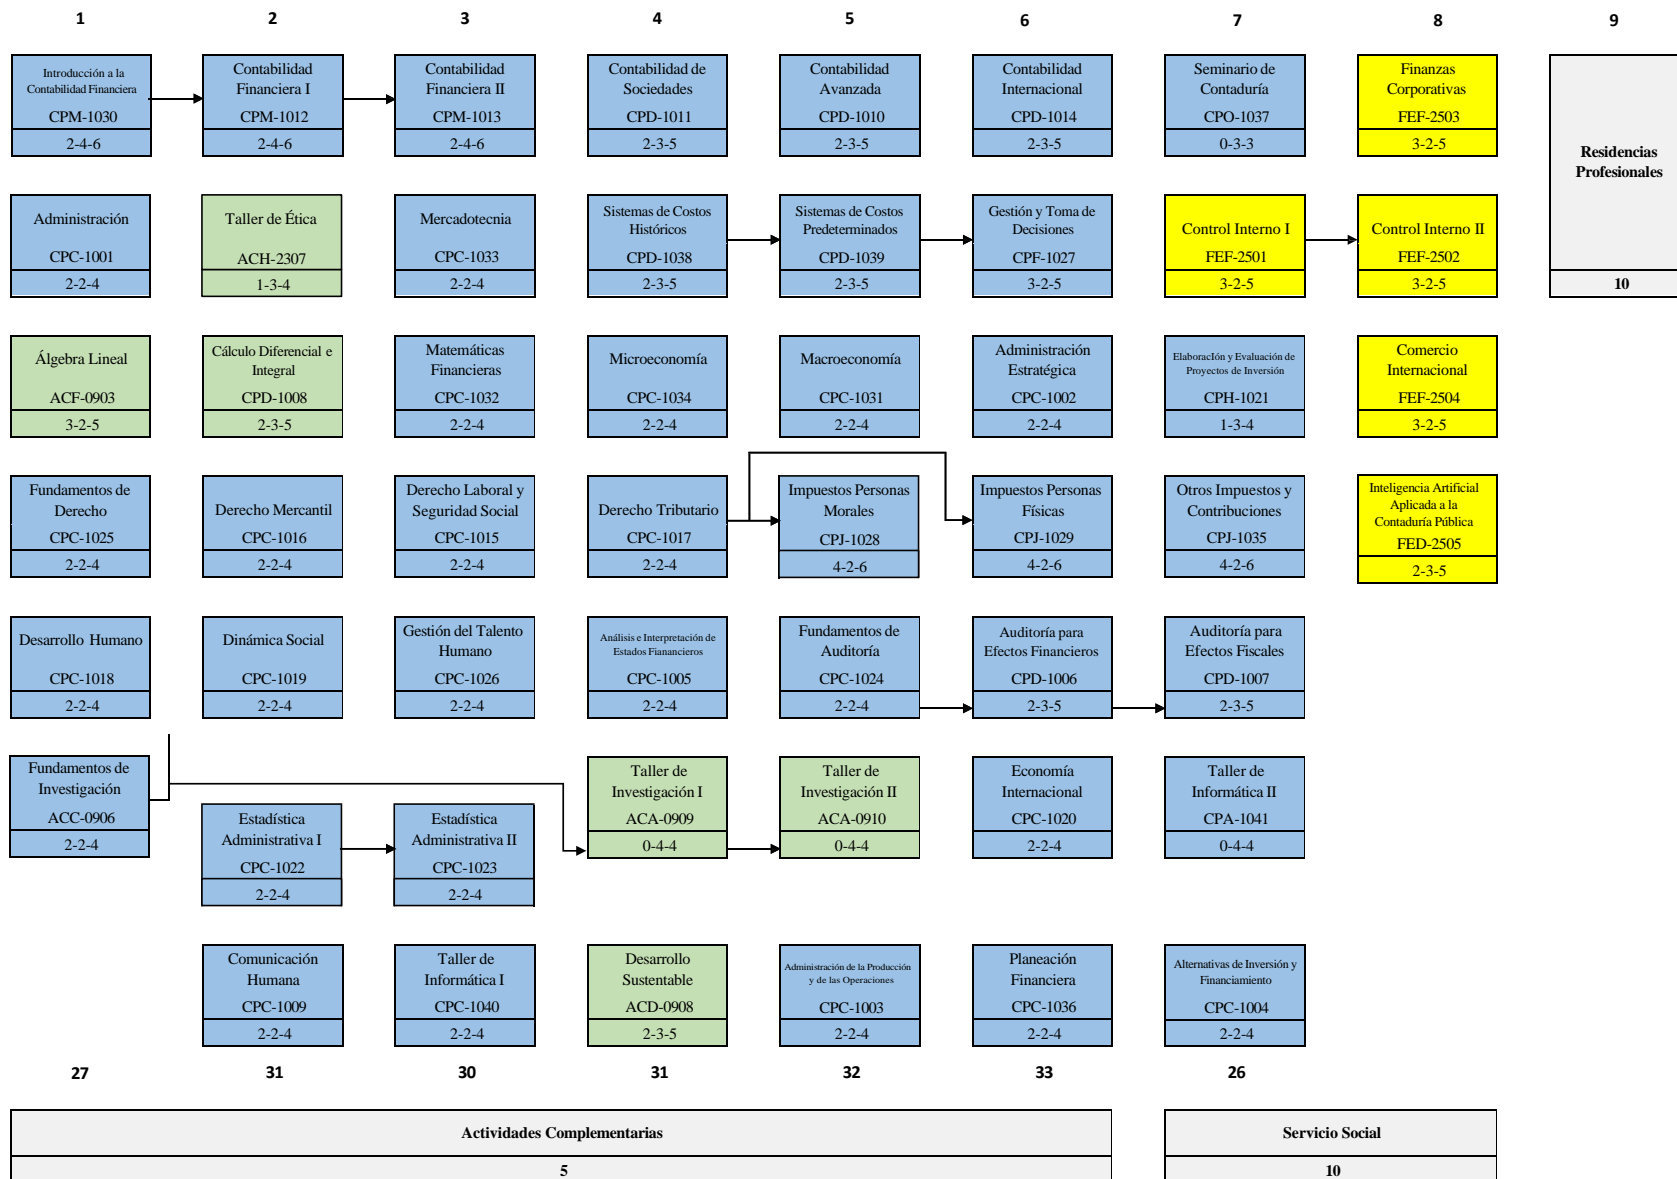 1
2
3
4
5
6
7
8
9
Introducción a la
Contabilidad Financiera
CPM-1030
2-4-6
Contabilidad
Financiera I
CPM-1012
2-4-6
Contabilidad
Financiera II
CPM-1013
2-4-6
Contabilidad de
Sociedades
CPD-1011
2-3-5
Contabilidad
Avanzada
CPD-1010
2-3-5
Contabilidad
Internacional
CPD-1014
2-3-5
Seminario de
Contaduría
CPO-1037
0-3-3
Finanzas
Corporativas
FEF-2503
3-2-5
Residencias
Profesionales
10
Administración
CPC-1001
2-2-4
Taller de Ética
ACH-2307
1-3-4
Mercadotecnia
CPC-1033
2-2-4
Sistemas de Costos
Históricos
CPD-1038
2-3-5
Sistemas de Costos
Predeterminados
CPD-1039
2-3-5
Gestión y Toma de
Decisiones
CPF-1027
3-2-5
Control Interno I
FEF-2501
3-2-5
Control Interno II
FEF-2502
3-2-5
Álgebra Lineal
ACF-0903
3-2-5
Cálculo Diferencial e
Integral
CPD-1008
2-3-5
Matemáticas
Financieras
CPC-1032
2-2-4
Microeconomía
CPC-1034
2-2-4
Macroeconomía
CPC-1031
2-2-4
Administración
Estratégica
CPC-1002
2-2-4
ElaboracIón y Evaluación de
Proyectos de Inversión
CPH-1021
1-3-4
Comercio
Internacional
FEF-2504
3-2-5
Fundamentos de
Derecho
CPC-1025
2-2-4
Derecho Mercantil
CPC-1016
2-2-4
Derecho Laboral y
Seguridad Social
CPC-1015
2-2-4
Derecho Tributario
CPC-1017
2-2-4
Impuestos Personas
Morales
CPJ-1028
4-2-6
Impuestos Personas
Físicas
CPJ-1029
4-2-6
Otros Impuestos y
Contribuciones
CPJ-1035
4-2-6
Inteligencia Artificial
Aplicada a la
Contaduría Pública
FED-2505
2-3-5
Desarrollo Humano
CPC-1018
2-2-4
Dinámica Social
CPC-1019
2-2-4
Gestión del Talento
Humano
CPC-1026
2-2-4
Análisis e Interpretación de
Estados Fianancieros
CPC-1005
2-2-4
Fundamentos de
Auditoría
CPC-1024
2-2-4
Auditoría para
Efectos Financieros
CPD-1006
2-3-5
Auditoría para
Efectos Fiscales
CPD-1007
2-3-5
Fundamentos de
Investigación
ACC-0906
2-2-4
Estadística
Administrativa I
CPC-1022
2-2-4
Estadística
Administrativa II
CPC-1023
2-2-4
Taller de
Investigación I
ACA-0909
0-4-4
Taller de
Investigación II
ACA-0910
0-4-4
Economía
Internacional
CPC-1020
2-2-4
Taller de
Informática II
CPA-1041
0-4-4
Comunicación
Humana
CPC-1009
2-2-4
Taller de
Informática I
CPC-1040
2-2-4
Desarrollo
Sustentable
ACD-0908
2-3-5
Administración de la Producción
y de las Operaciones
CPC-1003
2-2-4
Planeación
Financiera
CPC-1036
2-2-4
Alternativas de Inversión y
Financiamiento
CPC-1004
2-2-4
27
31
30
31
32
33
26
Actividades Complementarias
5
Servicio Social
10